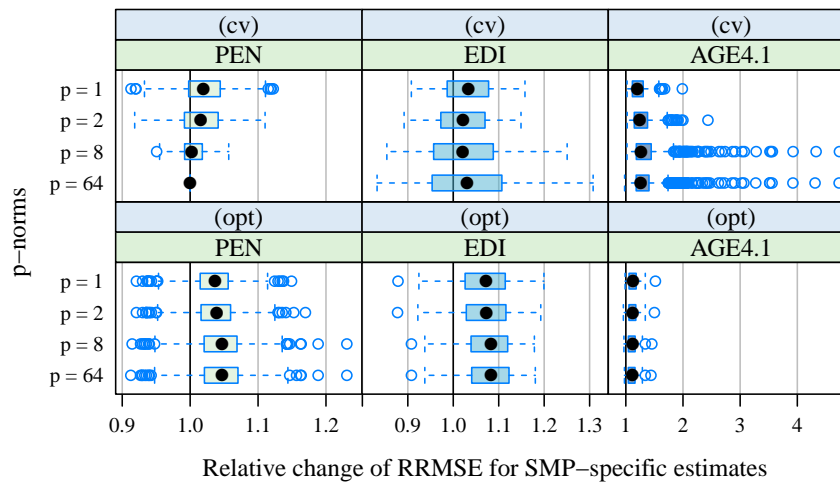 (cv) (cv) (cv)
PEN EDI AGE4.1
p = 1
p = 2
p = 8
p = 64
(opt) (opt) (opt)
PEN EDI AGE4.1
p = 1
p = 2
p = 8
p = 64
p−norms
0.9 1.0 1.1 1.2 0.9 1.0 1.1 1.2 1.3 1 2 3 4
Relative change of RRMSE for SMP−specific estimates